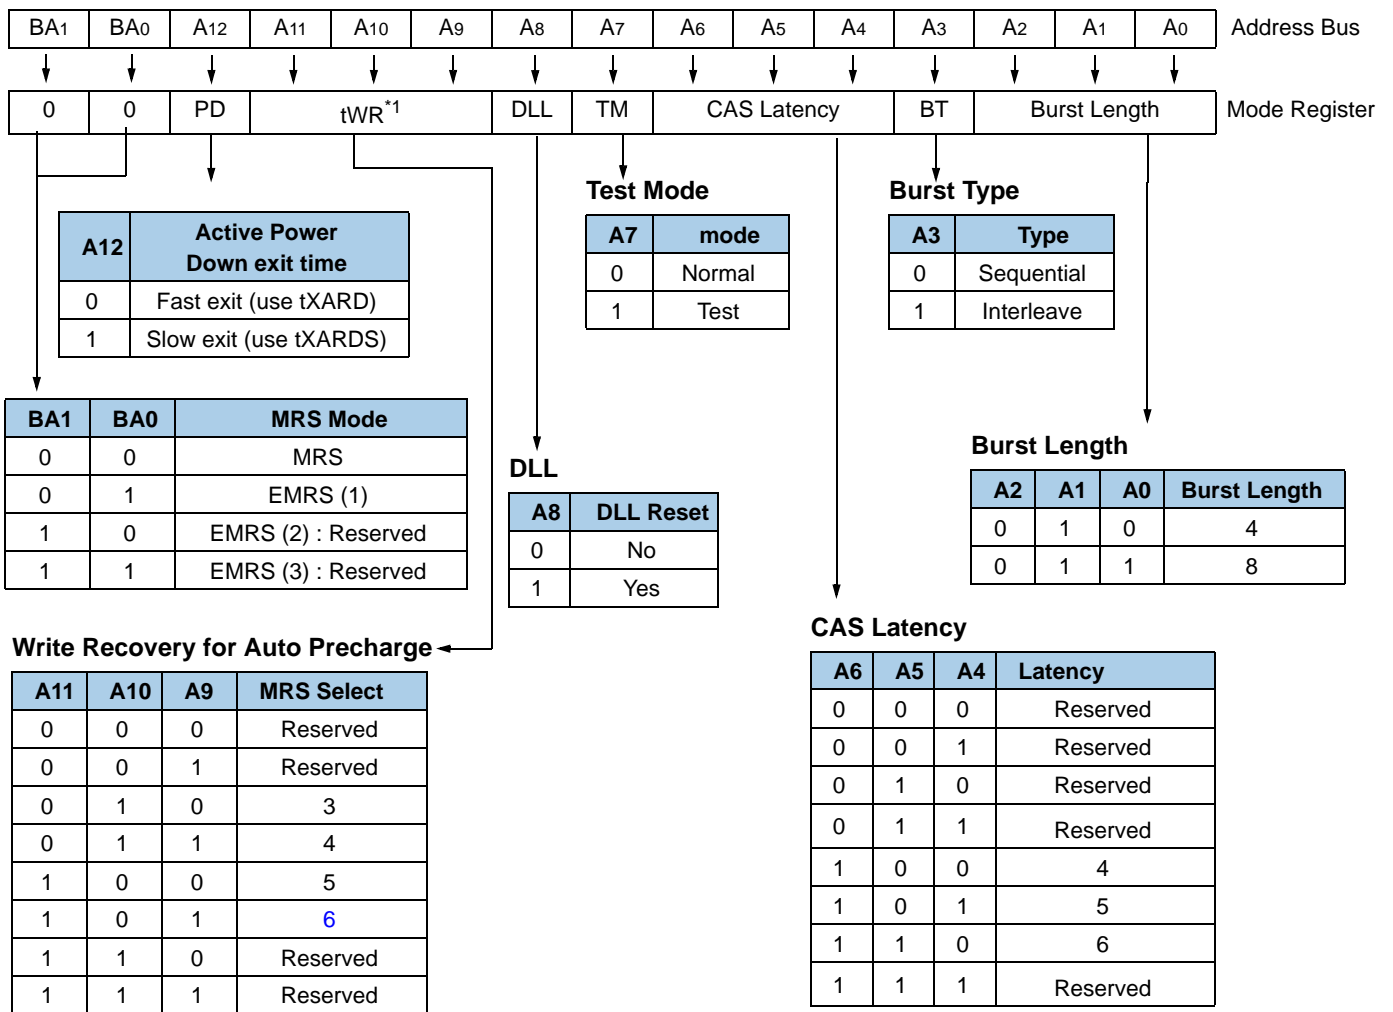 BA1 BA0 A12 A11 A10 A9 A8 A7 A6 A5 A4 A3 A2 A1 A0 Address Bus
0 0 PD tWR*1 DLL TM CAS Latency BT Burst Length Mode Register
A12 Active Power Down exit time
0 Fast exit (use tXARD)
1 Slow exit (use tXARDS)
Test Mode
A7 mode
0 Normal
1 Test
Burst Type
A3 Type
0 Sequential
1 Interleave
BA1 BA0 MRS Mode
0 0 MRS
0 1 EMRS (1)
1 0 EMRS (2) : Reserved
1 1 EMRS (3) : Reserved
DLL
A8 DLL Reset
0 No
1 Yes
Burst Length
A2 A1 A0 Burst Length
0 1 0 4
0 1 1 8
Write Recovery for Auto Precharge
A11 A10 A9 MRS Select
0 0 0 Reserved
0 0 1 Reserved
0 1 0 3
0 1 1 4
1 0 0 5
1 0 1 6
1 1 0 Reserved
1 1 1 Reserved
CAS Latency
A6 A5 A4 Latency
0 0 0 Reserved
0 0 1 Reserved
0 1 0 Reserved
0 1 1 Reserved
1 0 0 4
1 0 1 5
1 1 0 6
1 1 1 Reserved